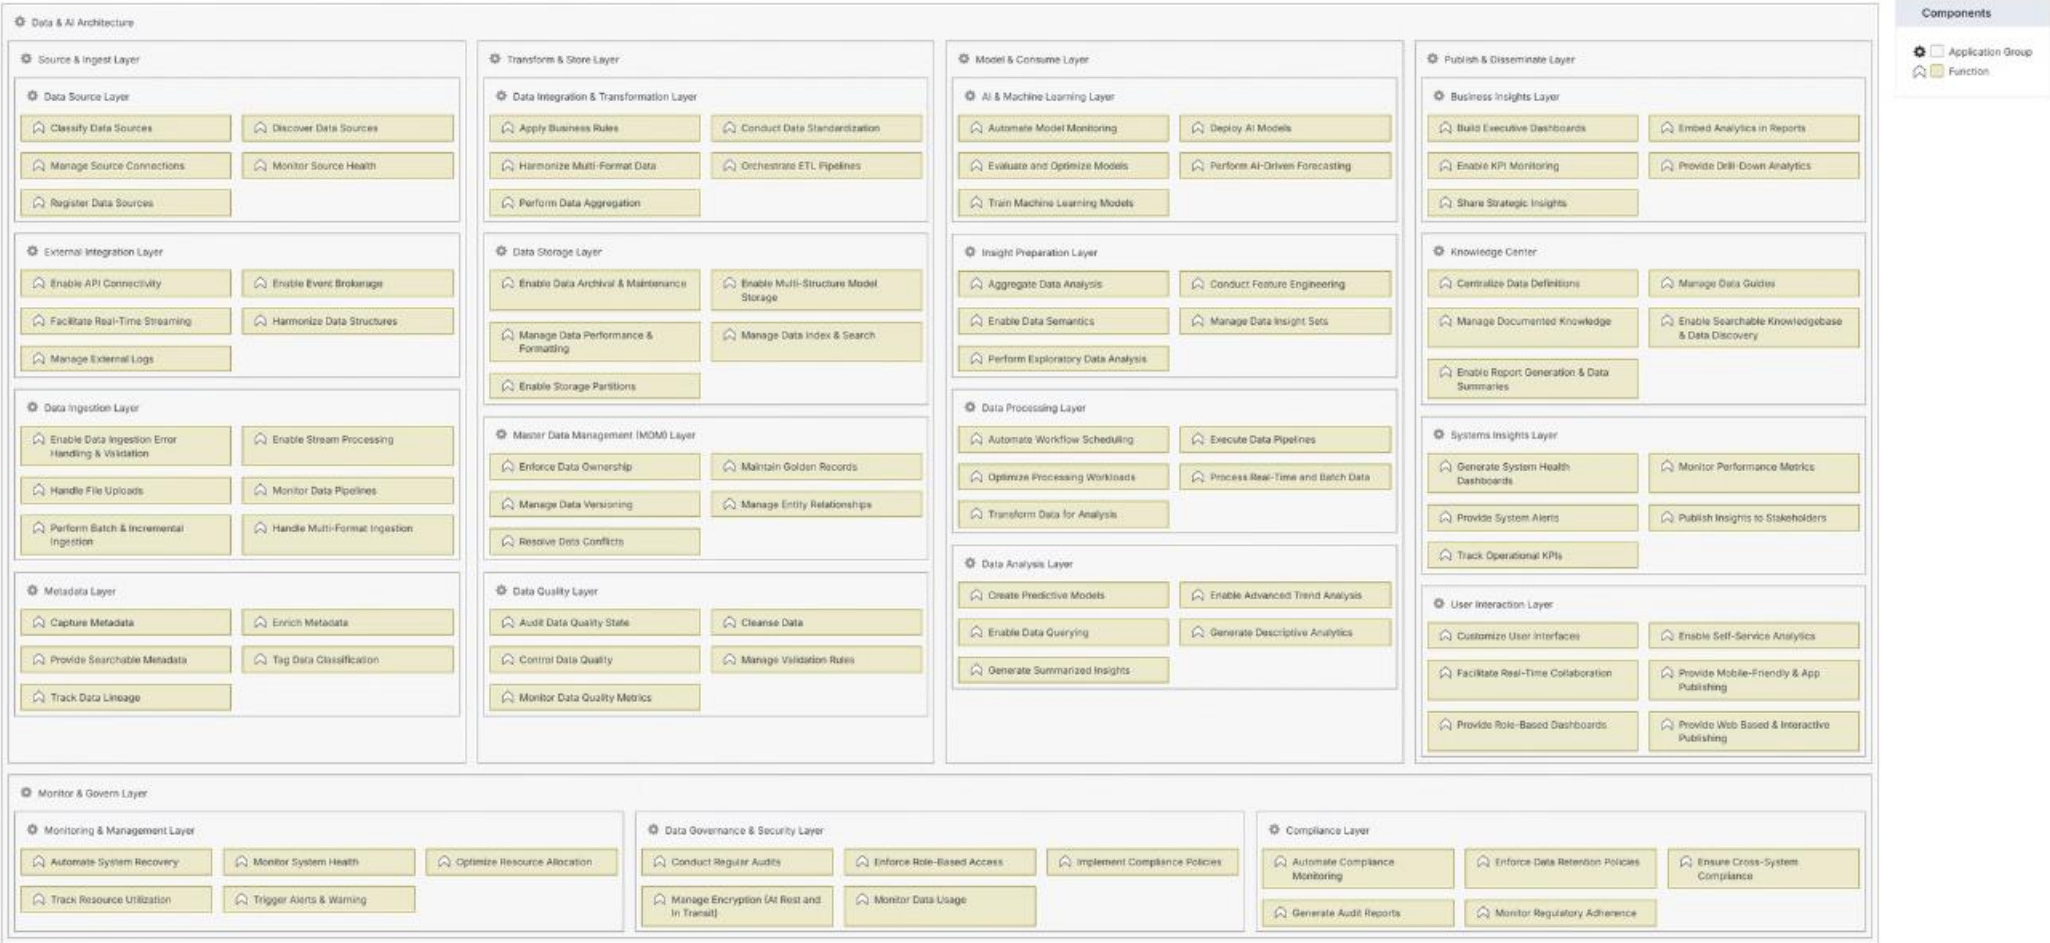 Data & AI Architecture
Components
Application Group
Function
Source & Ingest Layer
Data Source Layer
Classify Data Sources
Discover Data Sources
Manage Source Connections
Monitor Source Health
Register Data Sources
External Integration Layer
Enable API Connectivity
Enable Event Brokerage
Facilitate Real-Time Streaming
Harmonize Data Structures
Manage External Logs
Data Ingestion Layer
Enable Data Ingestion Error
Handling & Validation
Enable Stream Processing
Handle File Uploads
Monitor Data Pipelines
Perform Batch & Incremental
Ingestion
Handle Multi-Format Ingestion
Metadata Layer
Capture Metadata
Enrich Metadata
Provide Searchable Metadata
Tag Data Classification
Track Data Lineage
Transform & Store Layer
Data Integration & Transformation Layer
Apply Business Rules
Conduct Data Standardization
Harmonize Multi-Format Data
Orchestrate ETL Pipelines
Perform Data Aggregation
Data Storage Layer
Enable Data Archival & Maintenance
Enable Multi-Structure Model
Storage
Manage Data Performance &
Formatting
Manage Data Index & Search
Enable Storage Partitions
Master Data Management (MDM) Layer
Enforce Data Ownership
Maintain Golden Records
Manage Data Versioning
Manage Entity Relationships
Resolve Data Conflicts
Data Quality Layer
Audit Data Quality State
Cleanse Data
Control Data Quality
Manage Validation Rules
Monitor Data Quality Metrics
Model & Consume Layer
AI & Machine Learning Layer
Automate Model Monitoring
Deploy AI Models
Evaluate and Optimize Models
Perform AI-Driven Forecasting
Train Machine Learning Models
Insight Preparation Layer
Aggregate Data Analysis
Conduct Feature Engineering
Enable Data Semantics
Manage Data Insight Sets
Perform Exploratory Data Analysis
Data Processing Layer
Automate Workflow Scheduling
Execute Data Pipelines
Optimize Processing Workloads
Process Real-Time and Batch Data
Transform Data for Analysis
Data Analysis Layer
Create Predictive Models
Enable Advanced Trend Analysis
Enable Data Querying
Generate Descriptive Analytics
Generate Summarized Insights
Publish & Disseminate Layer
Business Insights Layer
Build Executive Dashboards
Embed Analytics in Reports
Enable KPI Monitoring
Provide Drill-Down Analytics
Share Strategic Insights
Knowledge Center
Centralize Data Definitions
Manage Data Guides
Manage Documented Knowledge
Enable Searchable Knowledgebase
& Data Discovery
Enable Report Generation & Data
Summaries
Systems Insights Layer
Generate System Health
Dashboards
Monitor Performance Metrics
Provide System Alerts
Publish Insights to Stakeholders
Track Operational KPIs
User Interaction Layer
Customize User Interfaces
Enable Self-Service Analytics
Facilitate Real-Time Collaboration
Provide Mobile-Friendly & App
Publishing
Provide Role-Based Dashboards
Provide Web Based & Interactive
Publishing
Monitor & Govern Layer
Monitoring & Management Layer
Automate System Recovery
Monitor System Health
Optimize Resource Allocation
Track Resource Utilization
Trigger Alerts & Warning
Data Governance & Security Layer
Conduct Regular Audits
Enforce Role-Based Access
Implement Compliance Policies
Manage Encryption (At Rest and
In Transit)
Monitor Data Usage
Compliance Layer
Automate Compliance
Monitoring
Enforce Data Retention Policies
Ensure Cross-System
Compliance
Generate Audit Reports
Monitor Regulatory Adherence